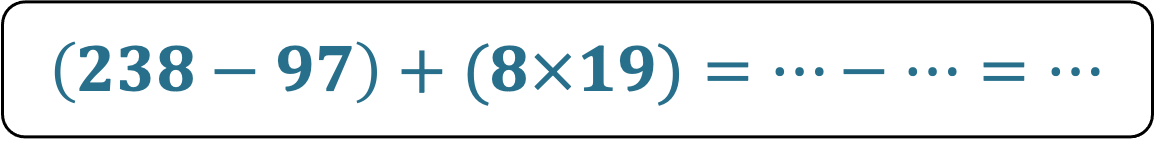 (238 − 97) + (8×19) = ⋯ − ⋯ = ⋯